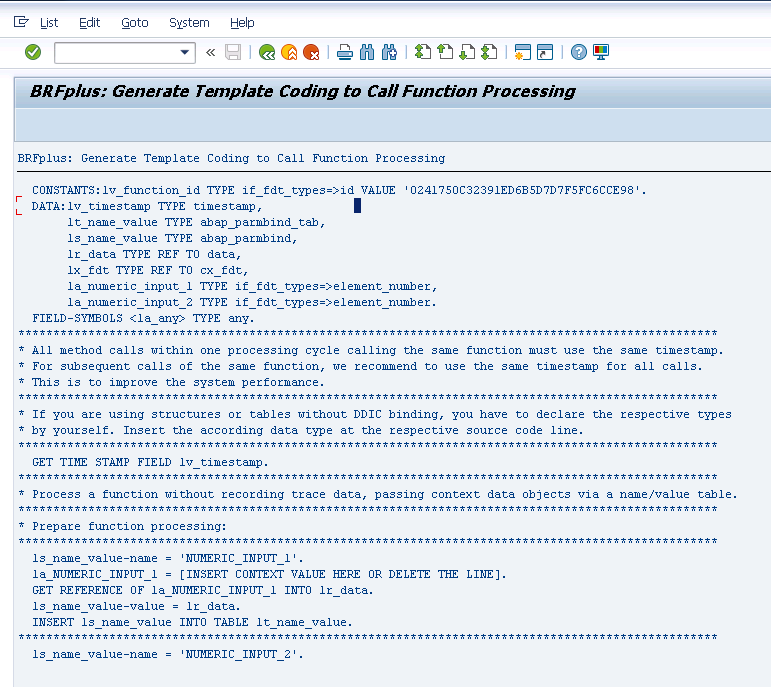 List Edit Goto System Help
BRFplus: Generate Template Coding to Call Function Processing
BRFplus: Generate Template Coding to Call Function Processing
CONSTANTS:lv_function_id TYPE if_fdt_types=>id VALUE '0241750C32391ED6B5D7D7F5FC6CCE98'.
DATA:lv_timestamp TYPE timestamp,
lt_name_value TYPE abap_parmbind_tab,
ls_name_value TYPE abap_parmbind,
lr_data TYPE REF TO data,
lx_fdt TYPE REF TO cx_fdt,
la_numeric_input_1 TYPE if_fdt_types=>element_number,
la_numeric_input_2 TYPE if_fdt_types=>element_number.
FIELD-SYMBOLS <la_any> TYPE any.
****************************************************************************************************
* All method calls within one processing cycle calling the same function must use the same timestamp.
* For subsequent calls of the same function, we recommend to use the same timestamp for all calls.
* This is to improve the system performance.
****************************************************************************************************
* If you are using structures or tables without DDIC binding, you have to declare the respective types
* by yourself. Insert the according data type at the respective source code line.
****************************************************************************************************
GET TIME STAMP FIELD lv_timestamp.
****************************************************************************************************
* Process a function without recording trace data, passing context data objects via a name/value table.
****************************************************************************************************
* Prepare function processing:
****************************************************************************************************
ls_name_value-name = 'NUMERIC_INPUT_1'.
la_NUMERIC_INPUT_1 = [INSERT CONTEXT VALUE HERE OR DELETE THE LINE].
GET REFERENCE OF la_NUMERIC_INPUT_1 INTO lr_data.
ls_name_value-value = lr_data.
INSERT ls_name_value INTO TABLE lt_name_value.
****************************************************************************************************
ls_name_value-name = 'NUMERIC_INPUT_2'.